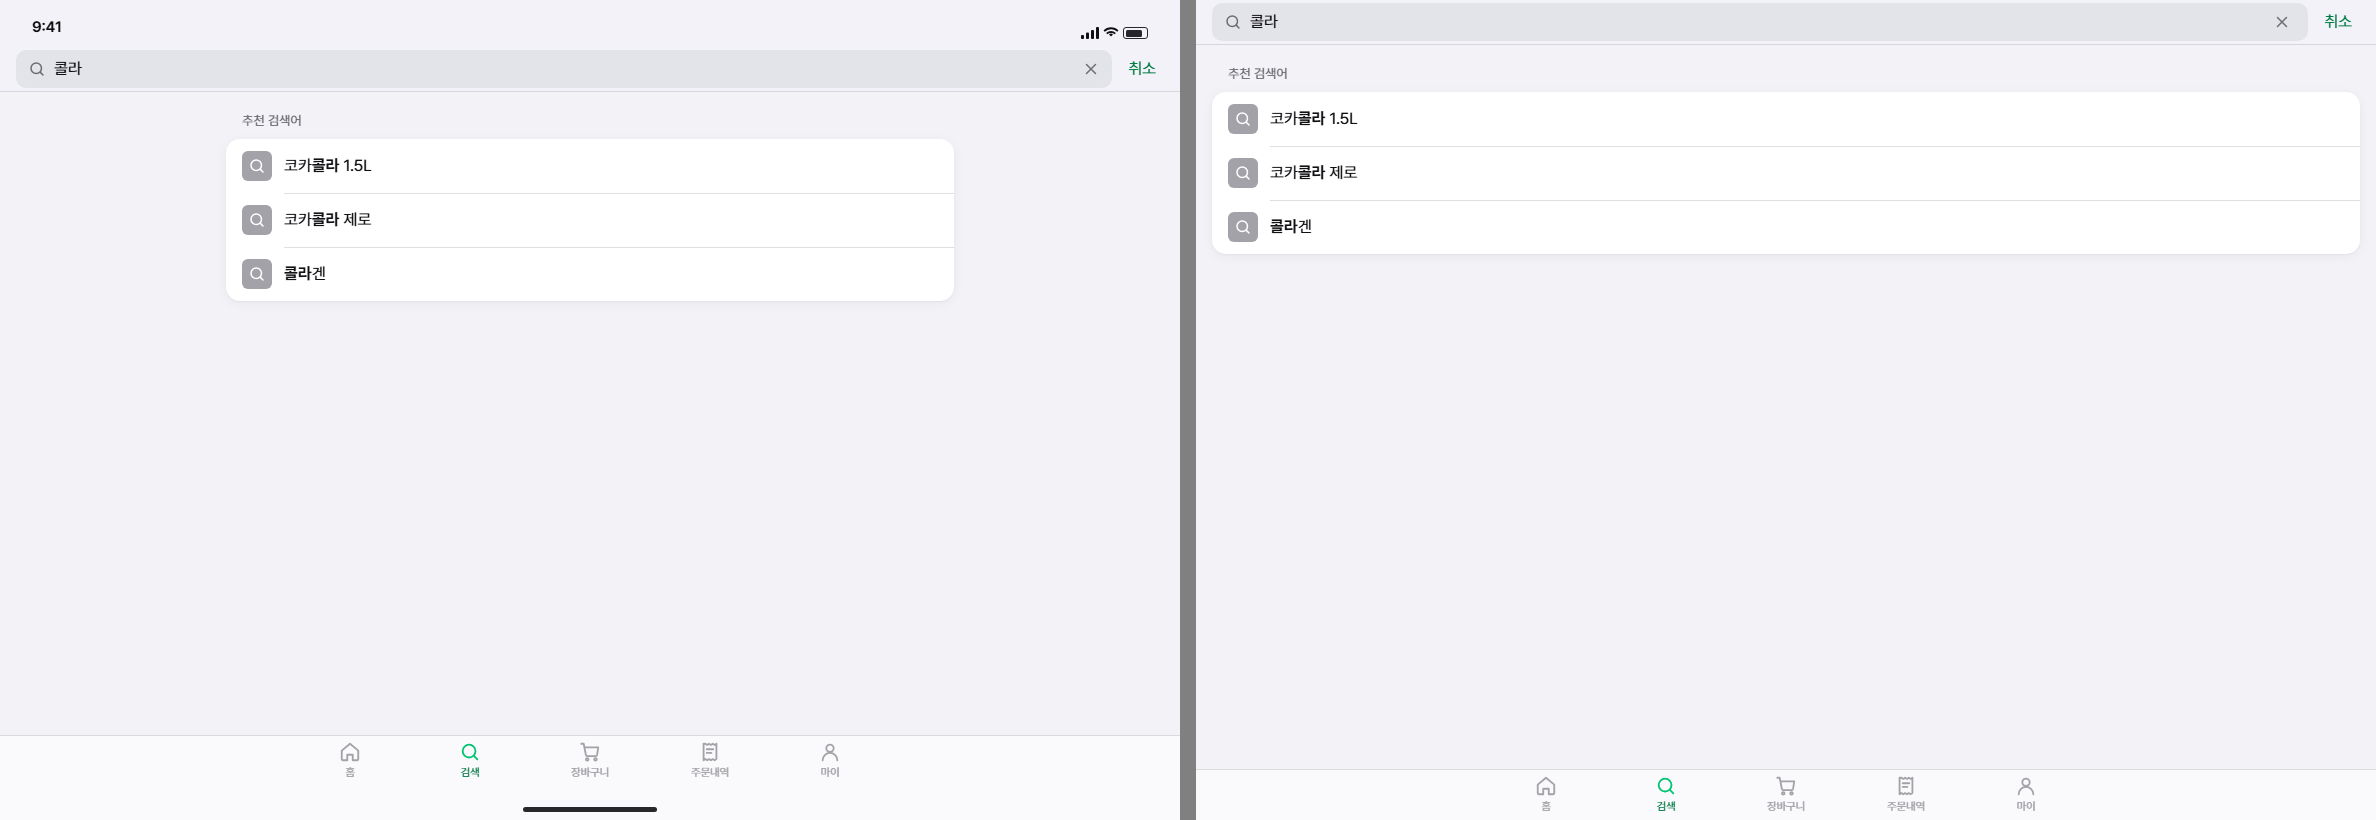 9:41
콜라
취소
추천 검색어
코카콜라 1.5L
코카콜라 제로
콜라겐
홈
검색
장바구니
주문내역
마이
콜라
취소
추천 검색어
코카콜라 1.5L
코카콜라 제로
콜라겐
홈
검색
장바구니
주문내역
마이